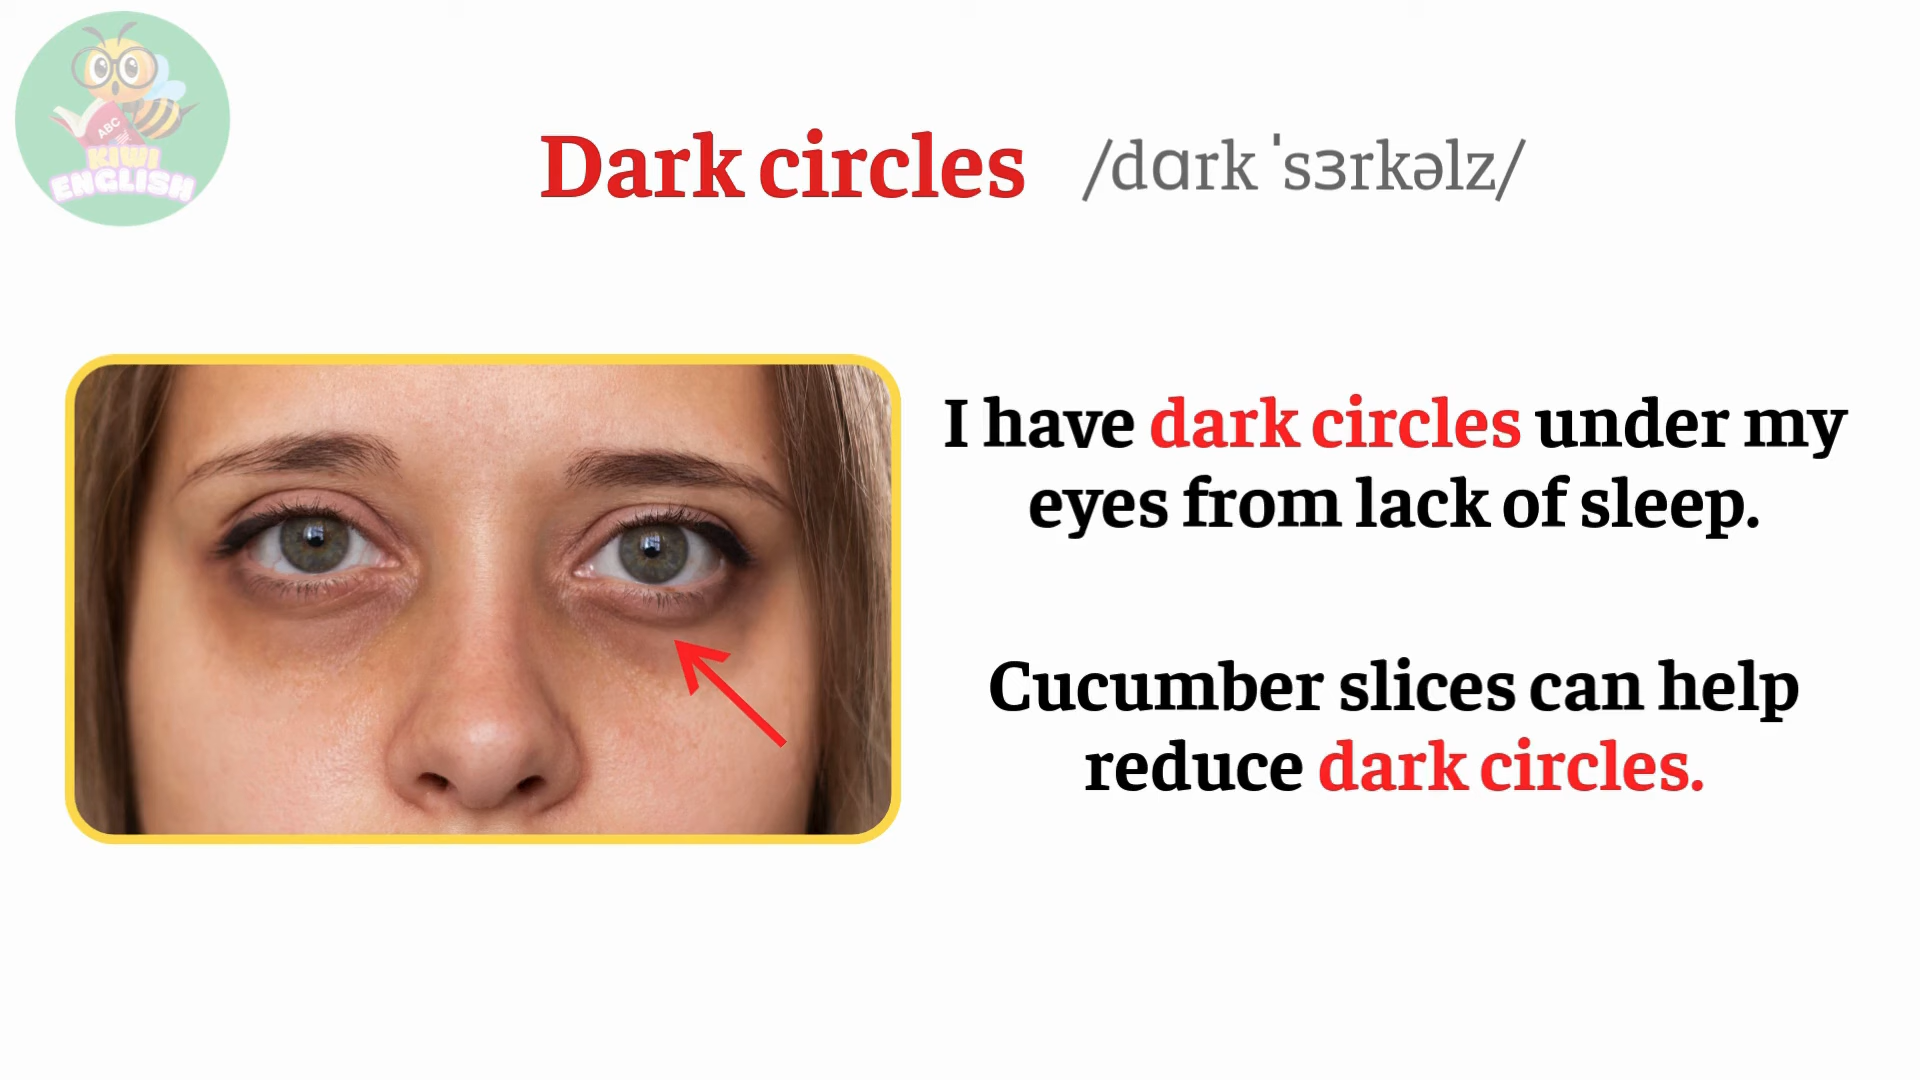 ABC
KIWI
ENGLISH
Dark circles /dɑrk ˈsɜrkəlz/
I have dark circles under my
eyes from lack of sleep.
Cucumber slices can help
reduce dark circles.